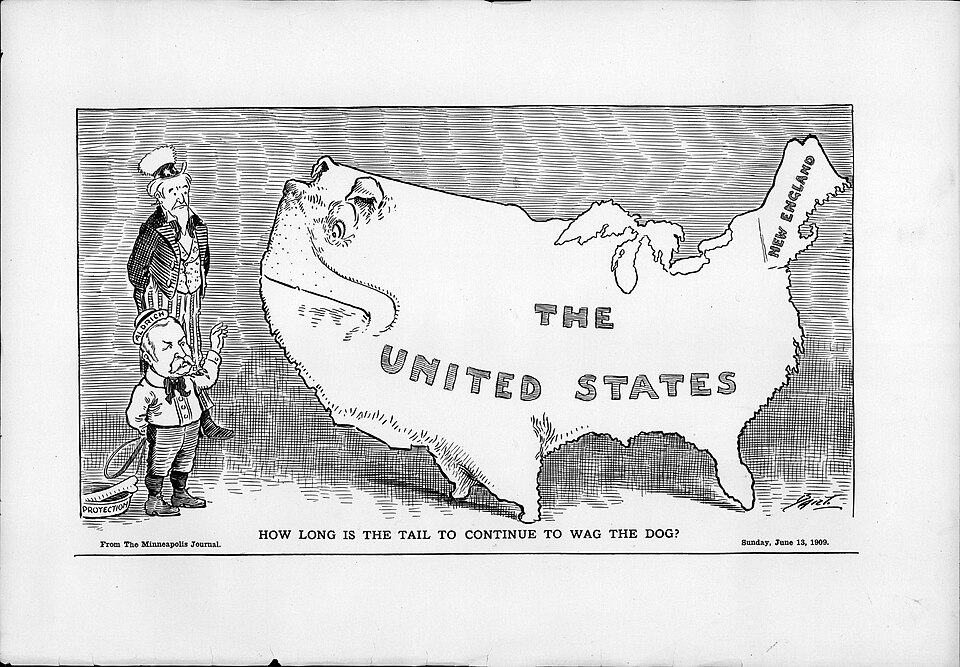 ALDRICH
PROTECTION
NEW ENGLAND
THE
UNITED STATES
HOW LONG IS THE TAIL TO CONTINUE TO WAG THE DOG?
From The Minneapolis Journal.
Sunday, June 13, 1909.